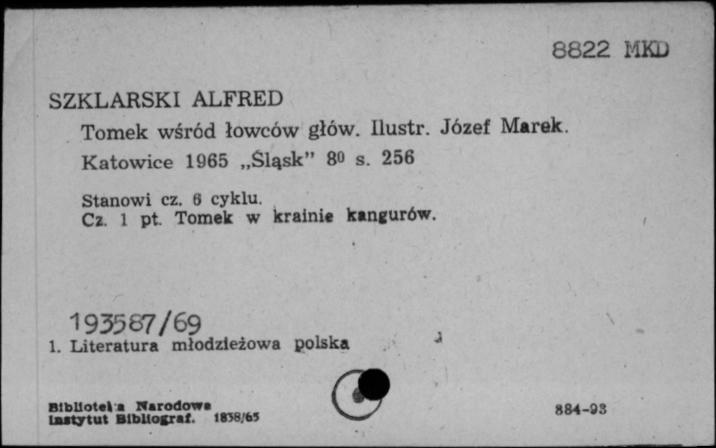 8822 MKD
SZKLARSKI ALFRED
Tomek wśród łowców głów. Ilustr. Józef Marek.
Katowice 1965 „Śląsk” 8⁰ s. 256
Stanowi cz. 6 cyklu.
Cz. 1 pt. Tomek w krainie kangurów.
193587/69
1. Literatura młodzieżowa polska
Biblioteka Narodowa
Instytut Bibliograf. 1838/65
884-93